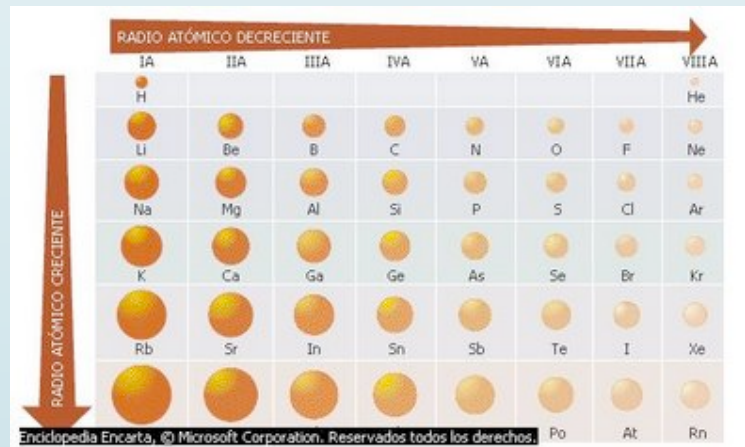 RADIO ATÓMICO DECRECIENTE
IA IIA IIIA IVA VA VIA VIIA VIIIA
H He
Li Be B C N O F Ne
Na Mg Al Si P S Cl Ar
K Ca Ga Ge As Se Br Kr
Rb Sr In Sn Sb Te I Xe
Po At Rn
RADIO ATÓMICO CRECIENTE
Enciclopedia Encarta, © Microsoft Corporation. Reservados todos los derechos.